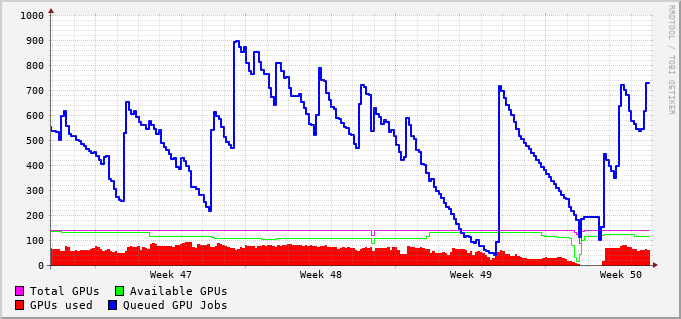 1000
900
800
700
600
500
400
300
200
100
0
Week 47 Week 48 Week 49 Week 50
Total GPUs Available GPUs
GPUs used Queued GPU Jobs
RRDTOOL / TOBI OETIKER